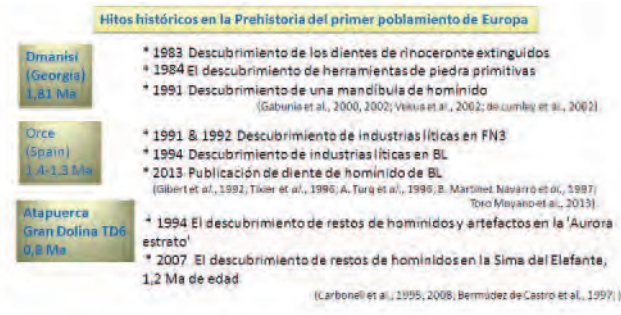 Hitos históricos en la Prehistoria del primer poblamiento de Europa
Dmanisi
(Georgia)
1,81 Ma
* 1983 Descubrimiento de los dientes de rinoceronte extinguidos
* 1984 El descubrimiento de herramientas de piedra primitivas
* 1991 Descubrimiento de una mandíbula de homínido
(Gabunia et al., 2000, 2002; Vekua et al., 2002; de Lumley et al., 2002)
Orce
(Spain)
1,4-1,3 Ma
* 1991 & 1992 Descubrimiento de industrias líticas en FN3
* 1994 Descubrimiento de industrias líticas en BL
* 2013 Publicación de diente de homínido de BL
(Gibert et al., 1992; Tixier et al., 1996; A. Turq et al., 1996; B. Martínez Navarro et al., 1997;
Toro Moyano et al., 2013)
Atapuerca
Gran Dolina TD6
0,8 Ma
* 1994 El descubrimiento de restos de homínidos y artefactos en la 'Aurora
estrato'
* 2007 El descubrimiento de restos de homínidos en la Sima del Elefante,
1,2 Ma de edad
(Carbonell et al., 1995, 2008; Bermúdez de Castro et al., 1997; )